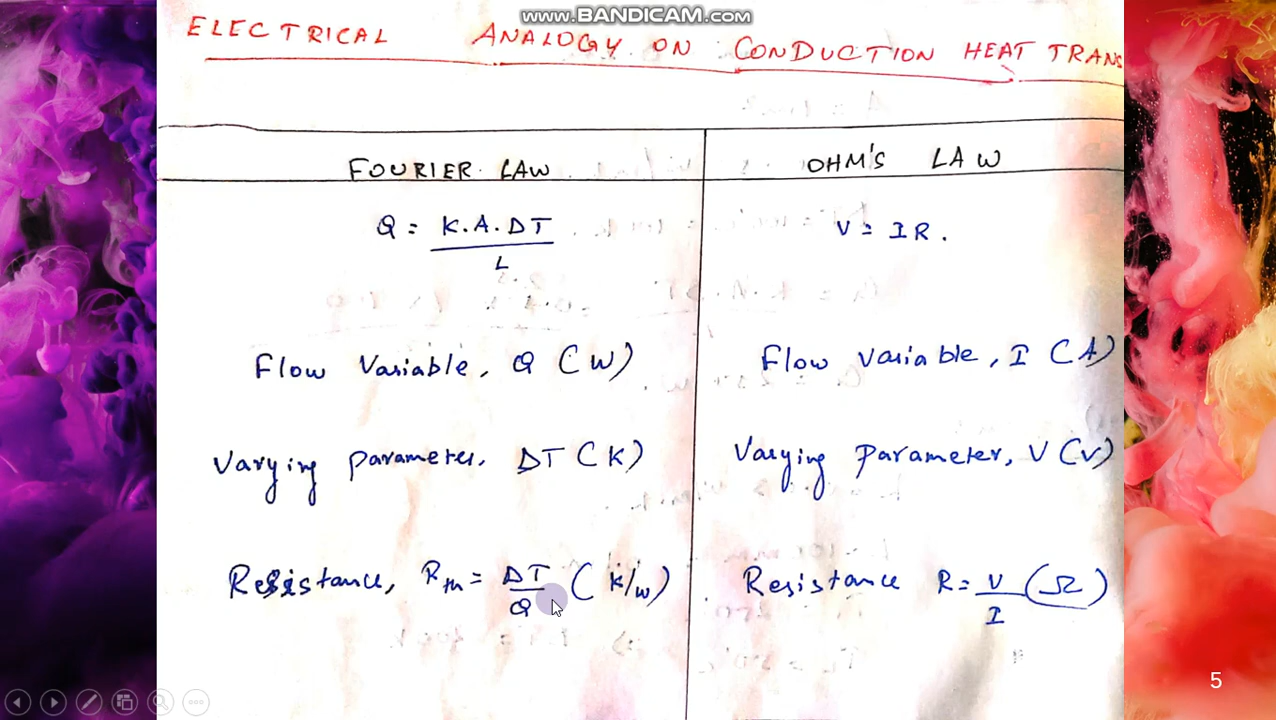 www.BANDICAM.com
ELECTRICAL ANALOGY ON CONDUCTION HEAT TRANS
FOURIER LAW
OHM'S LAW
Q = K.A.DT
L
V = IR.
Flow Variable, Q (W)
Flow Variable, I (A)
Varying parameter, DT (K)
Varying Parameter, V (V)
Resistance, Rth = DT/Q (K/W)
Resistance R = V/I (Ω)
5